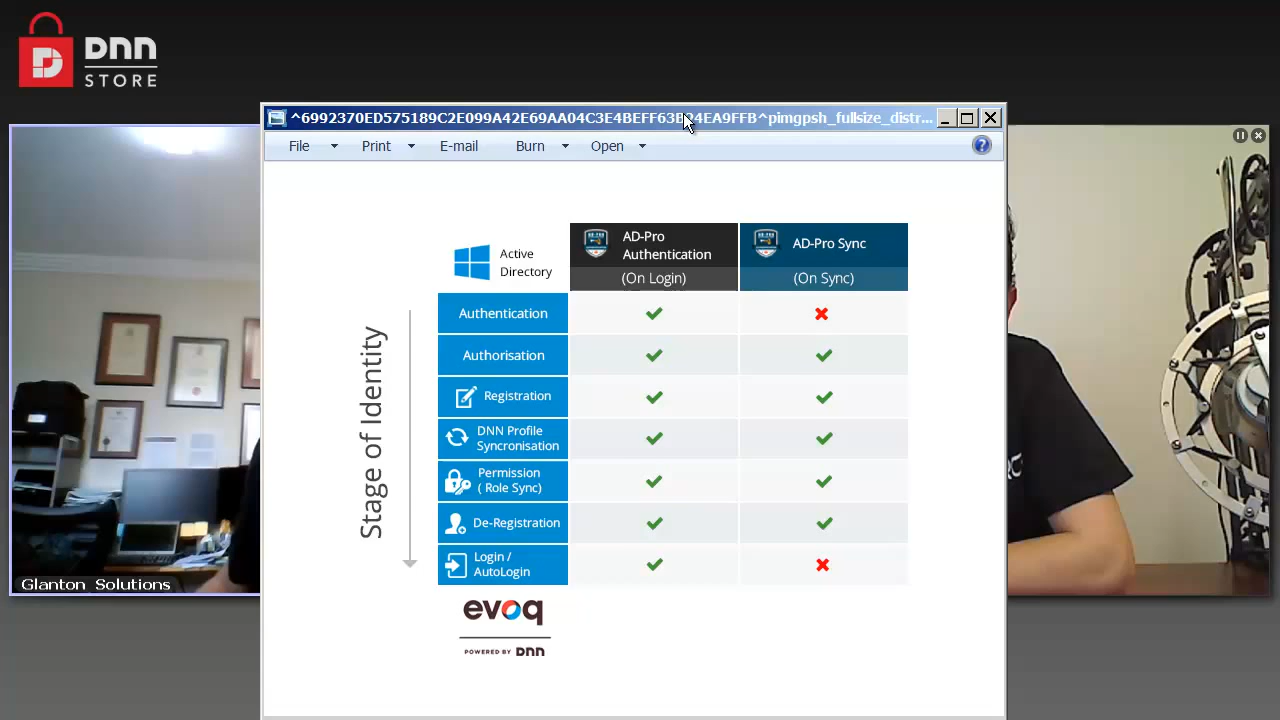 DNN
STORE
^6992370ED575189C2E099A42E69AA04C3E4BEFF63B24EA9FFB^pimgpsh_fullsize_distr...
File Print E-mail Burn Open
Active
Directory
AD-Pro
Authentication
(On Login)
AD-Pro Sync
(On Sync)
Stage of Identity
Authentication
Authorisation
Registration
DNN Profile
Syncronisation
Permission
( Role Sync)
De-Registration
Login /
AutoLogin
evoq
POWERED BY DNN
Glanton Solutions